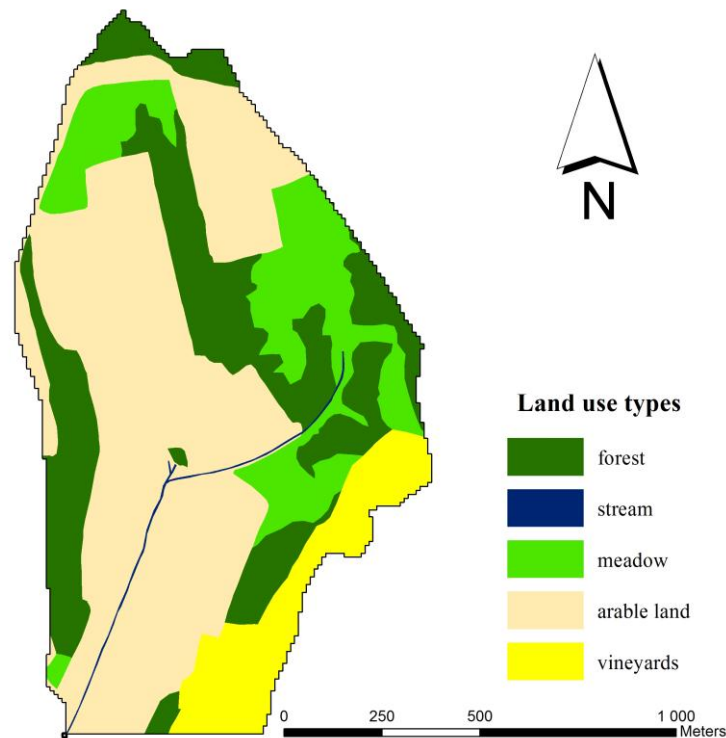 N
Land use types
forest
stream
meadow
arable land
vineyards
0 250 500 1 000
Meters